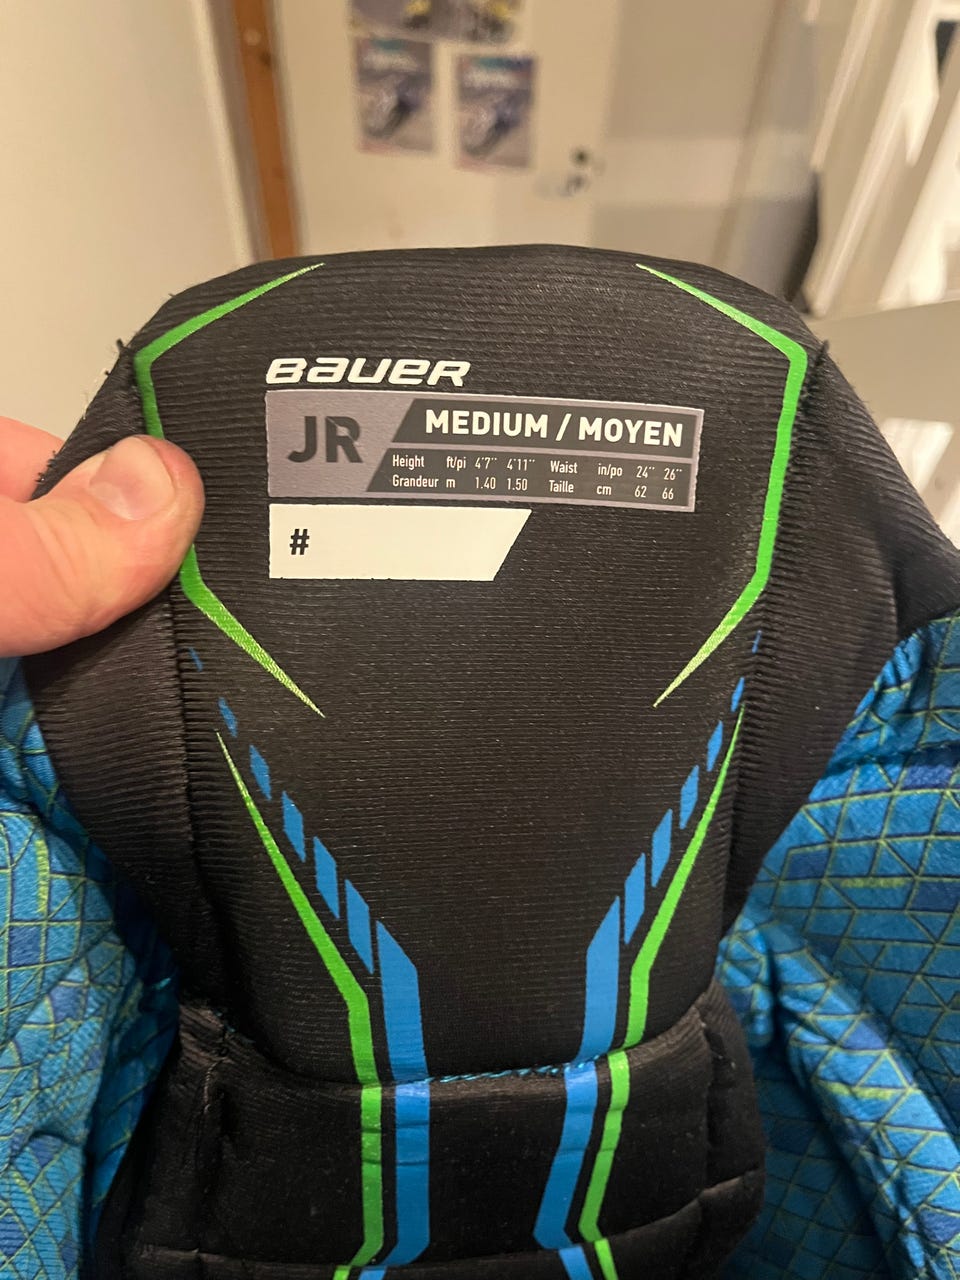 BAUER
JR MEDIUM / MOYEN
Height ft/pi 4'7'' 4'11'' Waist in/po 24'' 26''
Grandeur m 1.40 1.50 Taille cm 62 66
#